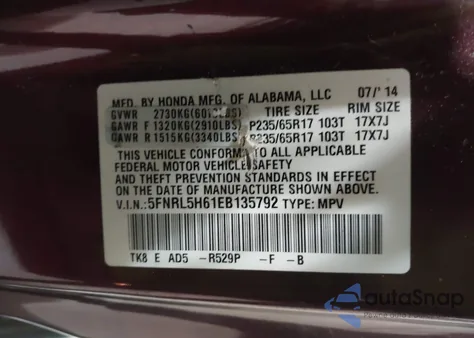 MFD. BY HONDA MFG. OF ALABAMA, LLC 07/'14
GVWR 2730KG TIRE SIZE RIM SIZE
GAWR F 1320KG(2910LBS) P235/65R17 103T 17X7J
GAWR R 1515KG(3340LBS) P235/65R17 103T 17X7J
THIS VEHICLE CONFORMS TO ALL APPLICABLE
FEDERAL MOTOR VEHICLE SAFETY
AND THEFT PREVENTION STANDARDS IN EFFECT ON
THE DATE OF MANUFACTURE SHOWN ABOVE.
V.I.N.: 5FNRL5H61EB135792 TYPE: MPV
TK8 E AD5 -R529P -F -B
autoSnap